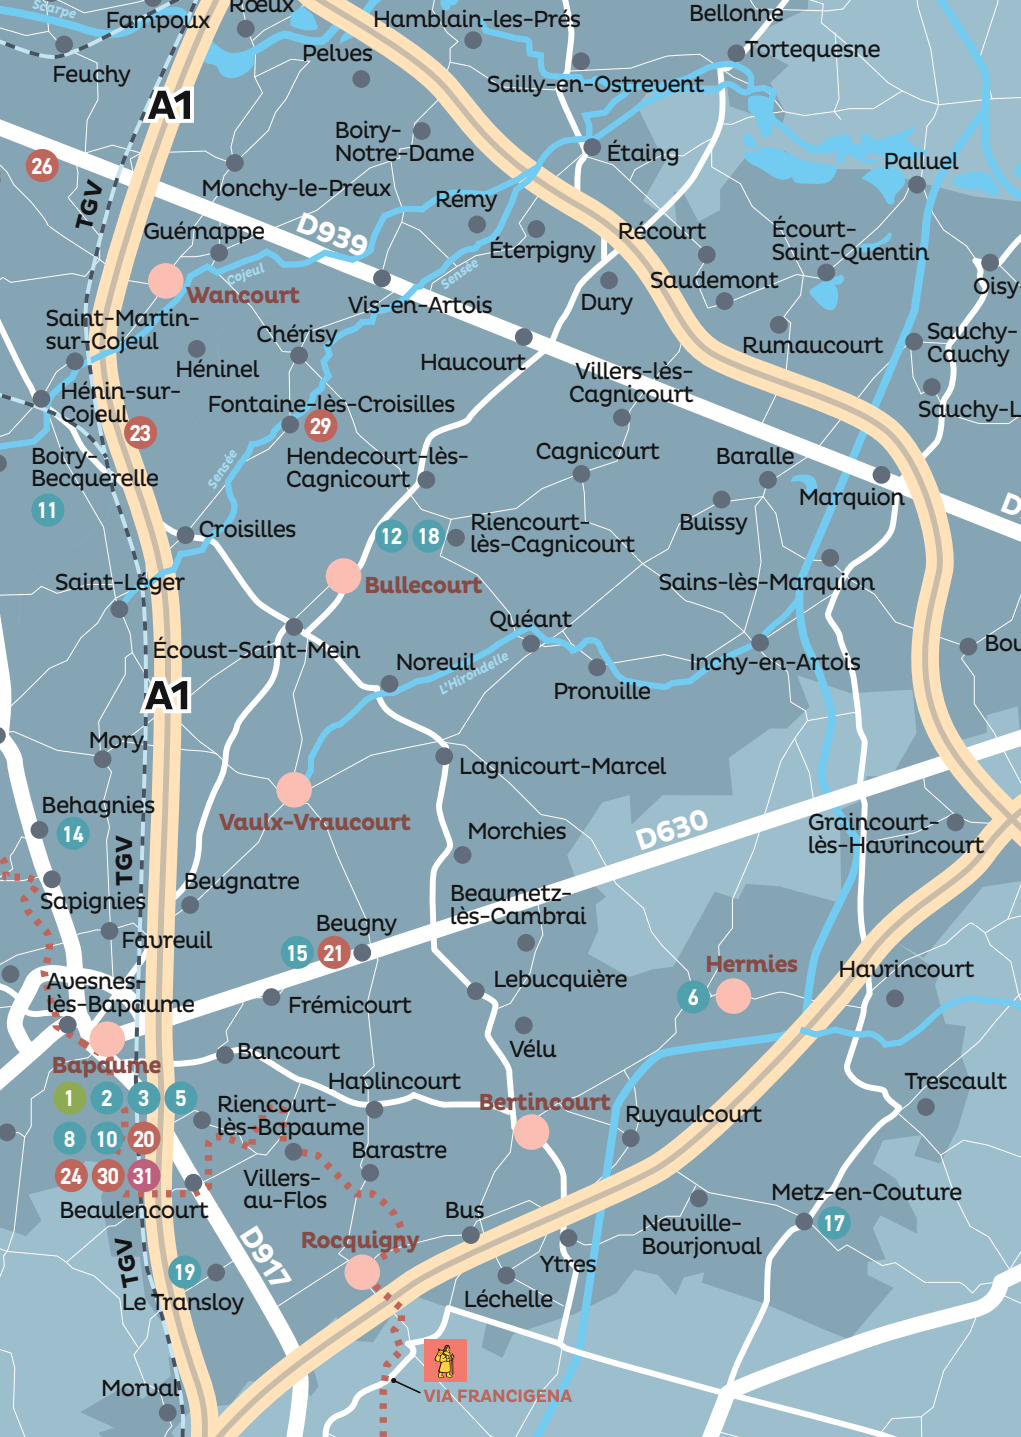 Scarpe
Fampoux
Rœux
Hamblain-les-Prés
Bellonne
Feuchy
Pelves
Tortequesne
Sailly-en-Ostrevent
A1
Boiry-
Notre-Dame
Étaing
Palluel
26
TGV
Monchy-le-Preux
Rémy
Guémappe
D939
Éterpigny
Récourt
Écourt-
Saint-Quentin
Cojeul
Sensée
Saudemont
Oisy-
Wancourt
Vis-en-Artois
Dury
Saint-Martin-
sur-Cojeul
Chérisy
Rumaucourt
Sauchy-
Cauchy
Héninel
Haucourt
Villers-lès-
Cagnicourt
Hénin-sur-
Cojeul
23
Fontaine-lès-Croisilles
29
Sauchy-L
Boiry-
Becquerelle
11
Sensée
Hendecourt-lès-
Cagnicourt
Cagnicourt
Baralle
Marquion
D
Croisilles
12
18
Riencourt-
lès-Cagnicourt
Buissy
Saint-Léger
Bullecourt
Sains-lès-Marquion
Quéant
Écoust-Saint-Mein
Noreuil
L'Hirondelle
Pronville
Inchy-en-Artois
Bou
A1
Mory
Lagnicourt-Marcel
Behagnies
14
Vaulx-Vraucourt
Morchies
D630
Graincourt-
lès-Havrincourt
TGV
Beugnatre
Sapignies
Beaumetz-
lès-Cambrai
Favreuil
Beugny
15
21
Avesnes-
lès-Bapaume
Frémicourt
Lebucquière
Hermies
6
Havrincourt
Vélu
Bapaume
Bancourt
1
2
3
5
Haplincourt
Bertincourt
Ruyaulcourt
Trescault
8
10
20
Riencourt-
lès-Bapaume
24
30
31
Barastre
Villers-
au-Flos
Beaulencourt
Bus
Metz-en-Couture
17
Neuville-
Bourjonval
D917
Rocquigny
Ytres
TGV
19
Le Transloy
Léchelle
Morval
VIA FRANCIGENA